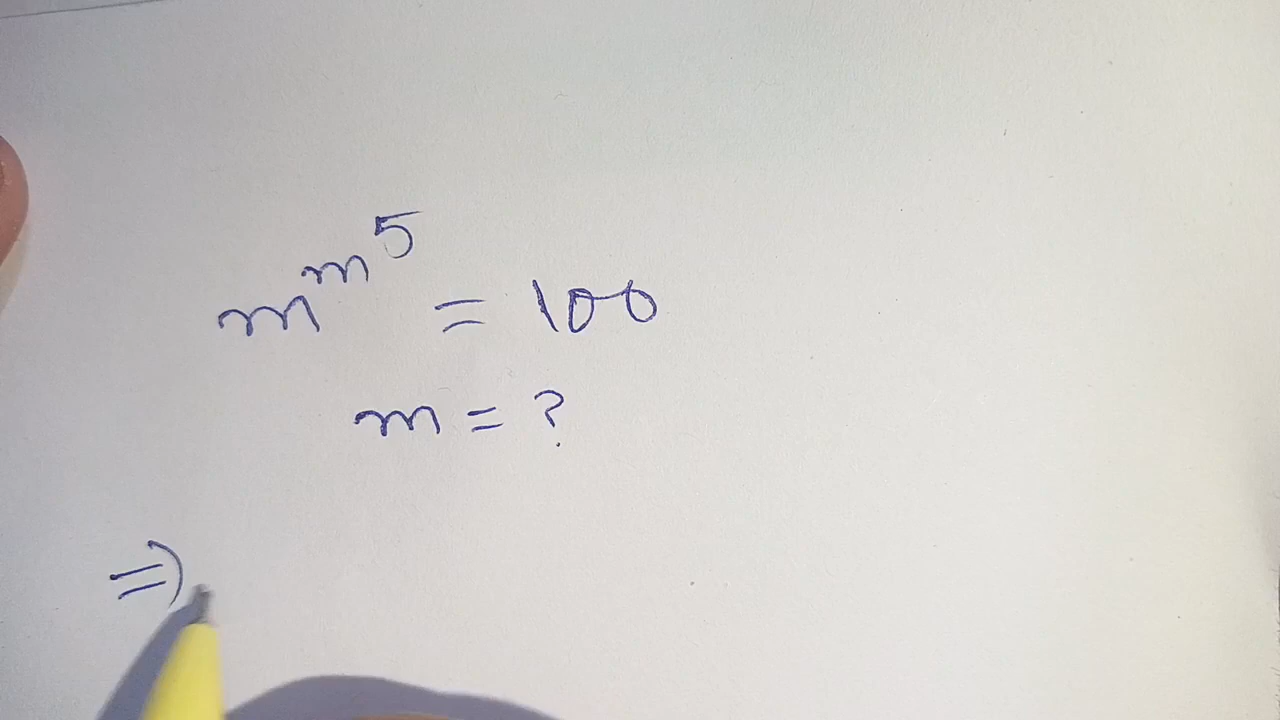 m^m^5 = 100
m = ?
⇒